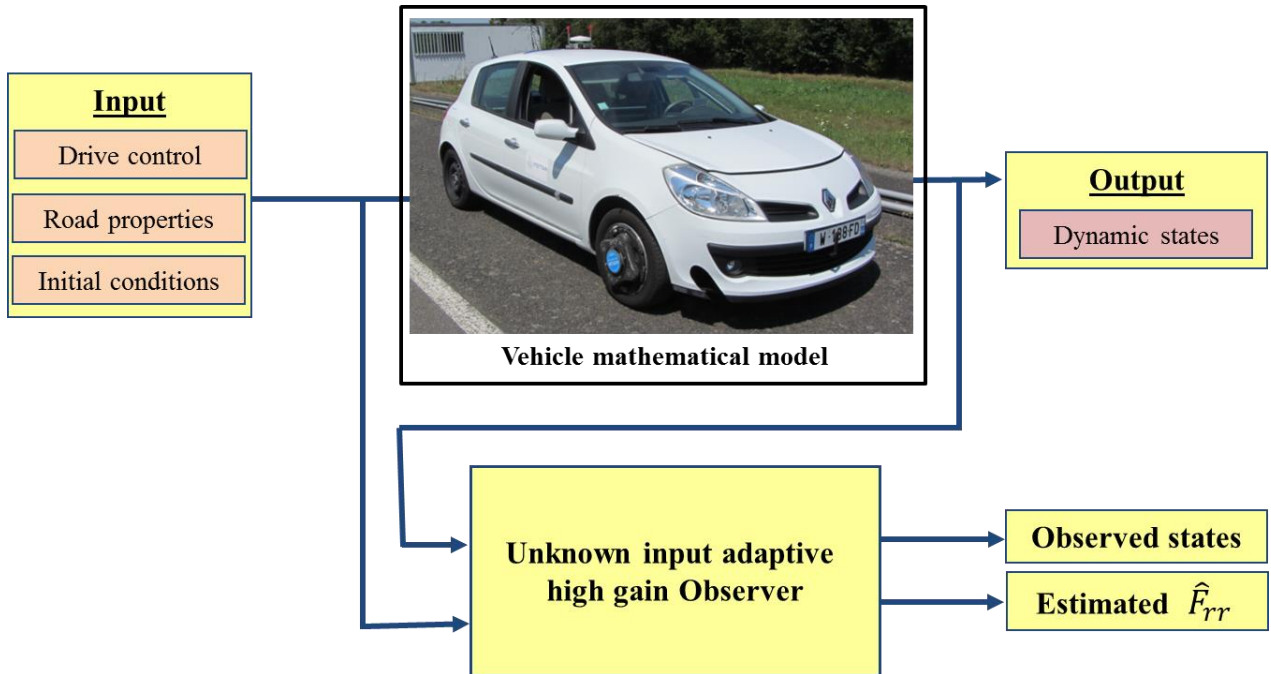 Input
Drive control
Road properties
Initial conditions
W-188FD
Vehicle mathematical model
Output
Dynamic states
Unknown input adaptive
high gain Observer
Observed states
Estimated F̂rr